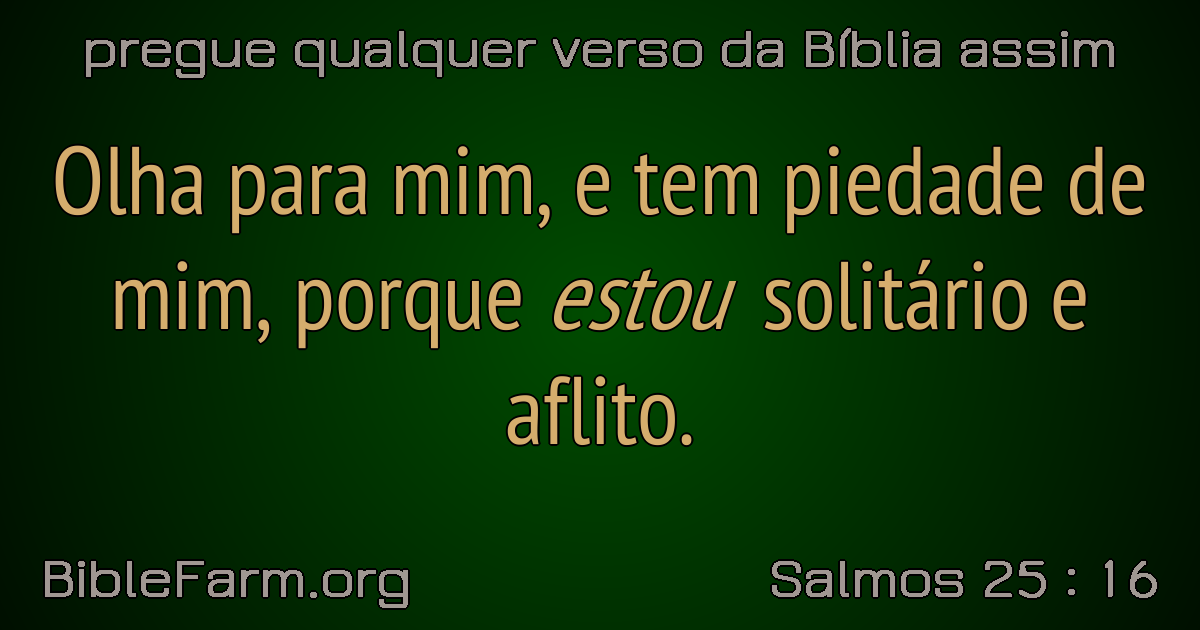 pregue qualquer verso da Bíblia assim
Olha para mim, e tem piedade de
mim, porque estou solitário e
aflito.
BibleFarm.org
Salmos 25 : 16